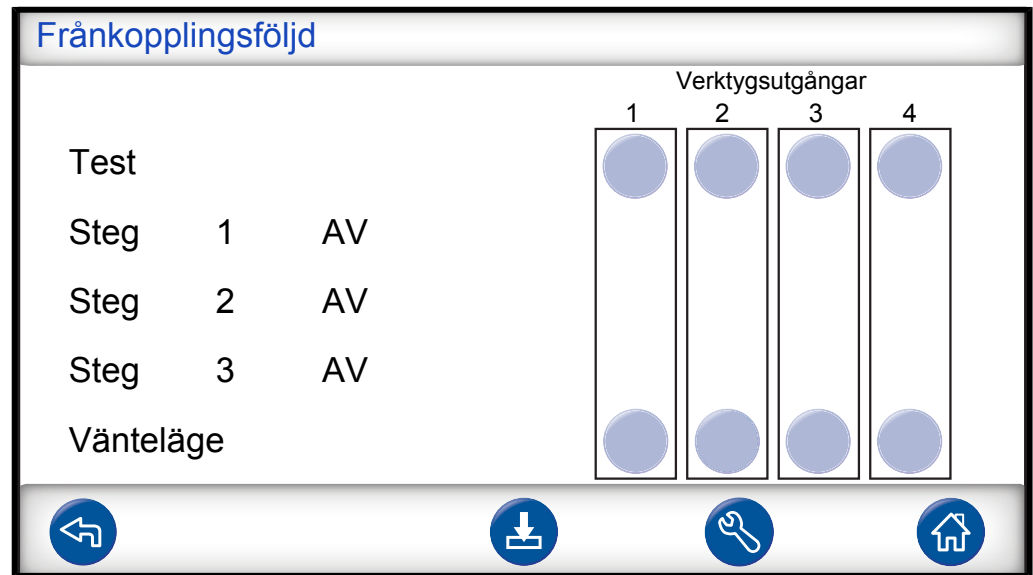 Frånkopplingsföljd
Verktygsutgångar
1 2 3 4
Test
Steg 1 AV
Steg 2 AV
Steg 3 AV
Vänteläge